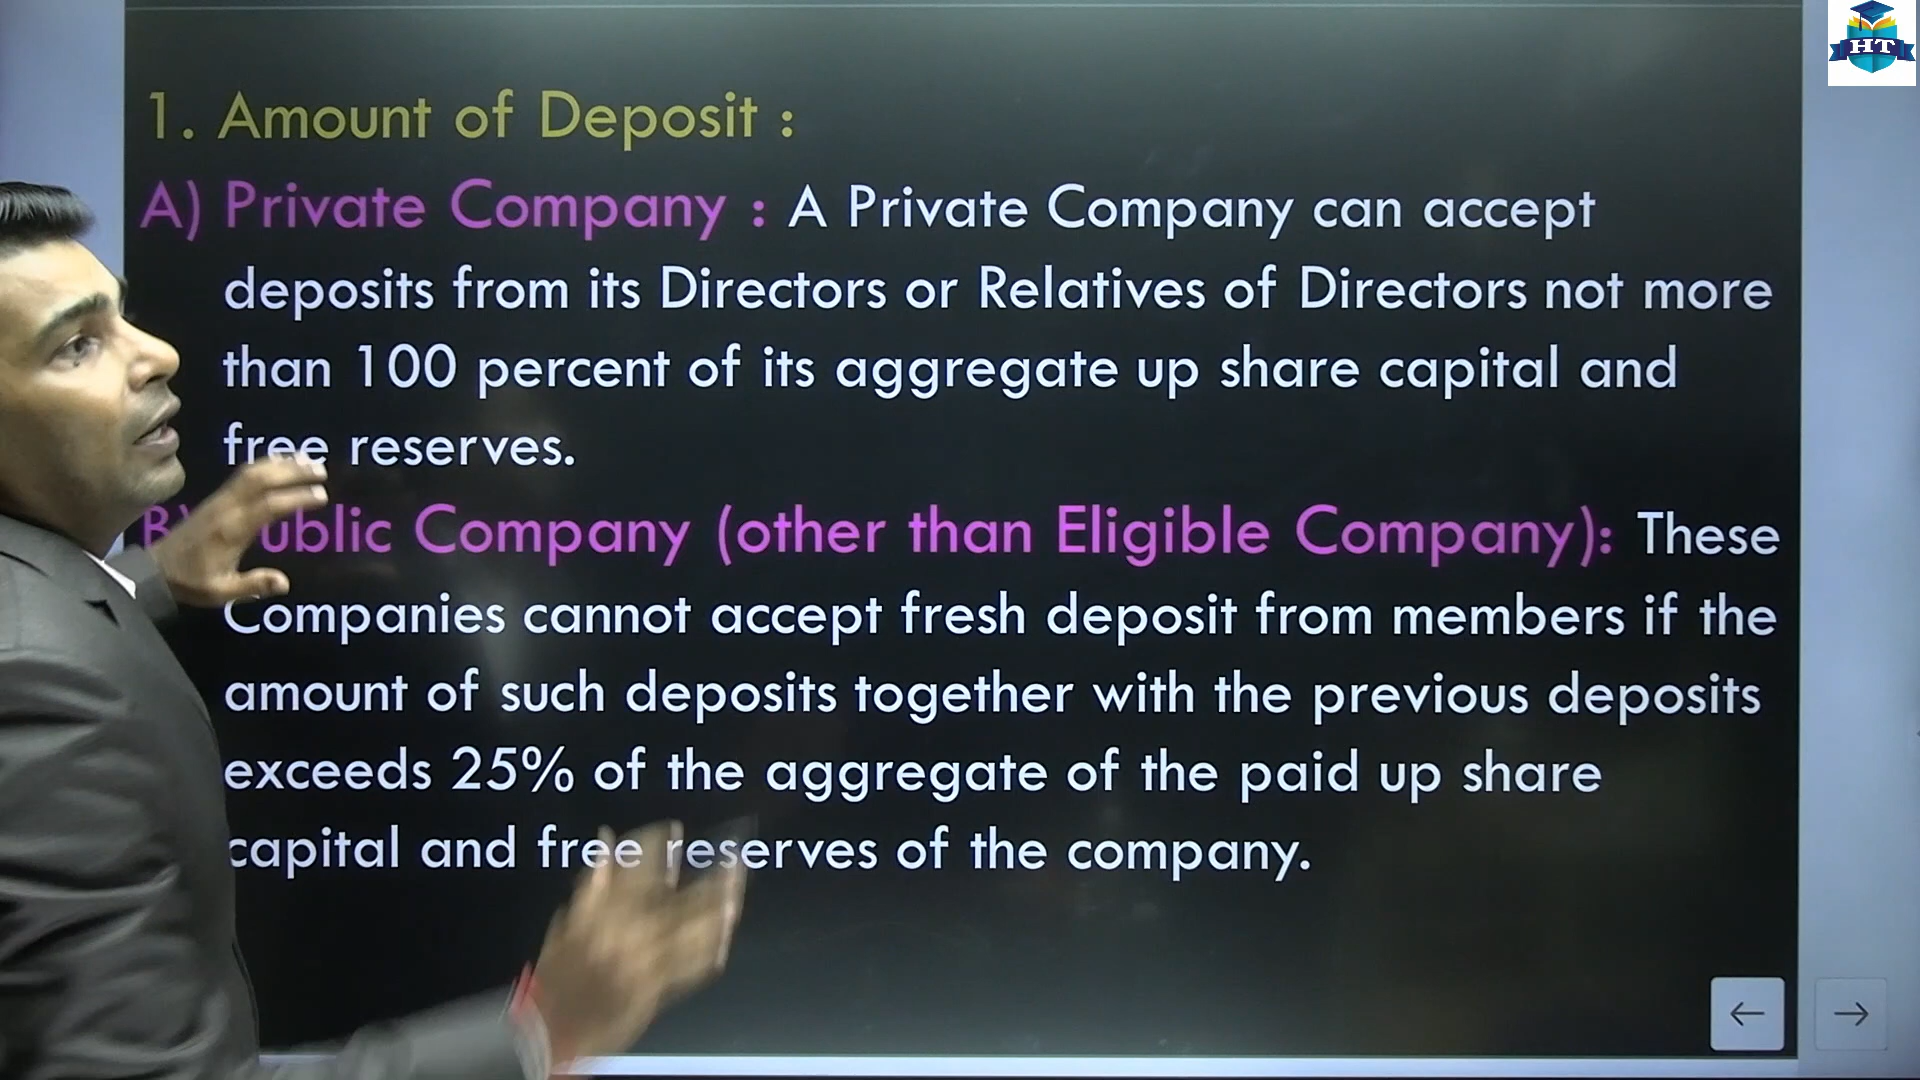 HT
1. Amount of Deposit :
A) Private Company : A Private Company can accept
deposits from its Directors or Relatives of Directors not more
than 100 percent of its aggregate up share capital and
free reserves.
B) Public Company (other than Eligible Company): These
Companies cannot accept fresh deposit from members if the
amount of such deposits together with the previous deposits
exceeds 25% of the aggregate of the paid up share
capital and free reserves of the company.